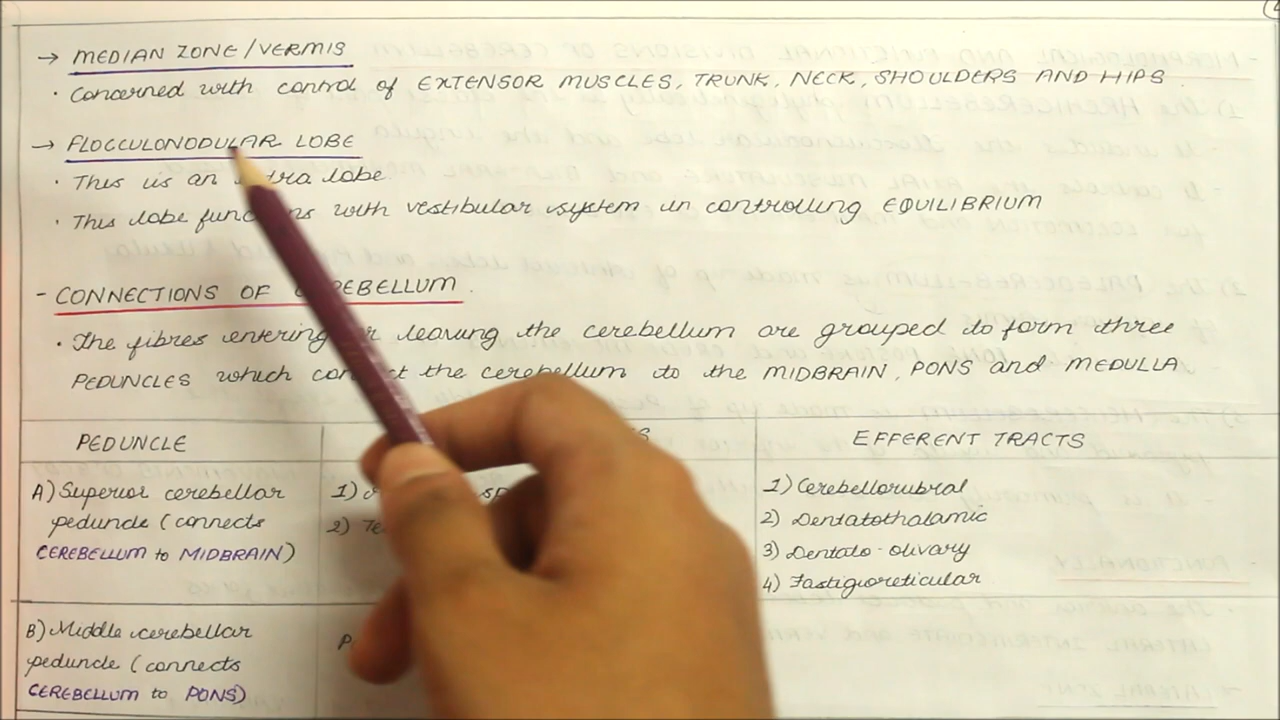 → MEDIAN ZONE/VERMIS
· Concerned with control of EXTENSOR MUSCLES, TRUNK, NECK, SHOULDERS AND HIPS
→ FLOCCULONODULAR LOBE
· This is an lobe.
· This lobe with vestibular system in controlling EQUILIBRIUM
- CONNECTIONS OF CEREBELLUM.
· The fibres entering leaving the cerebellum are grouped to form three
PEDUNCLES which connect the cerebellum to the MIDBRAIN, PONS and MEDULLA
PEDUNCLE EFFERENT TRACTS
A) Superior cerebellar
peduncle (connects
CEREBELLUM to MIDBRAIN)
1)
2)
1) Cerebellorubral
2) Dentatothalamic
3) Dentato-olivary
4) Fastigioreticular
B) Middle cerebellar
peduncle (connects
CEREBELLUM to PONS)